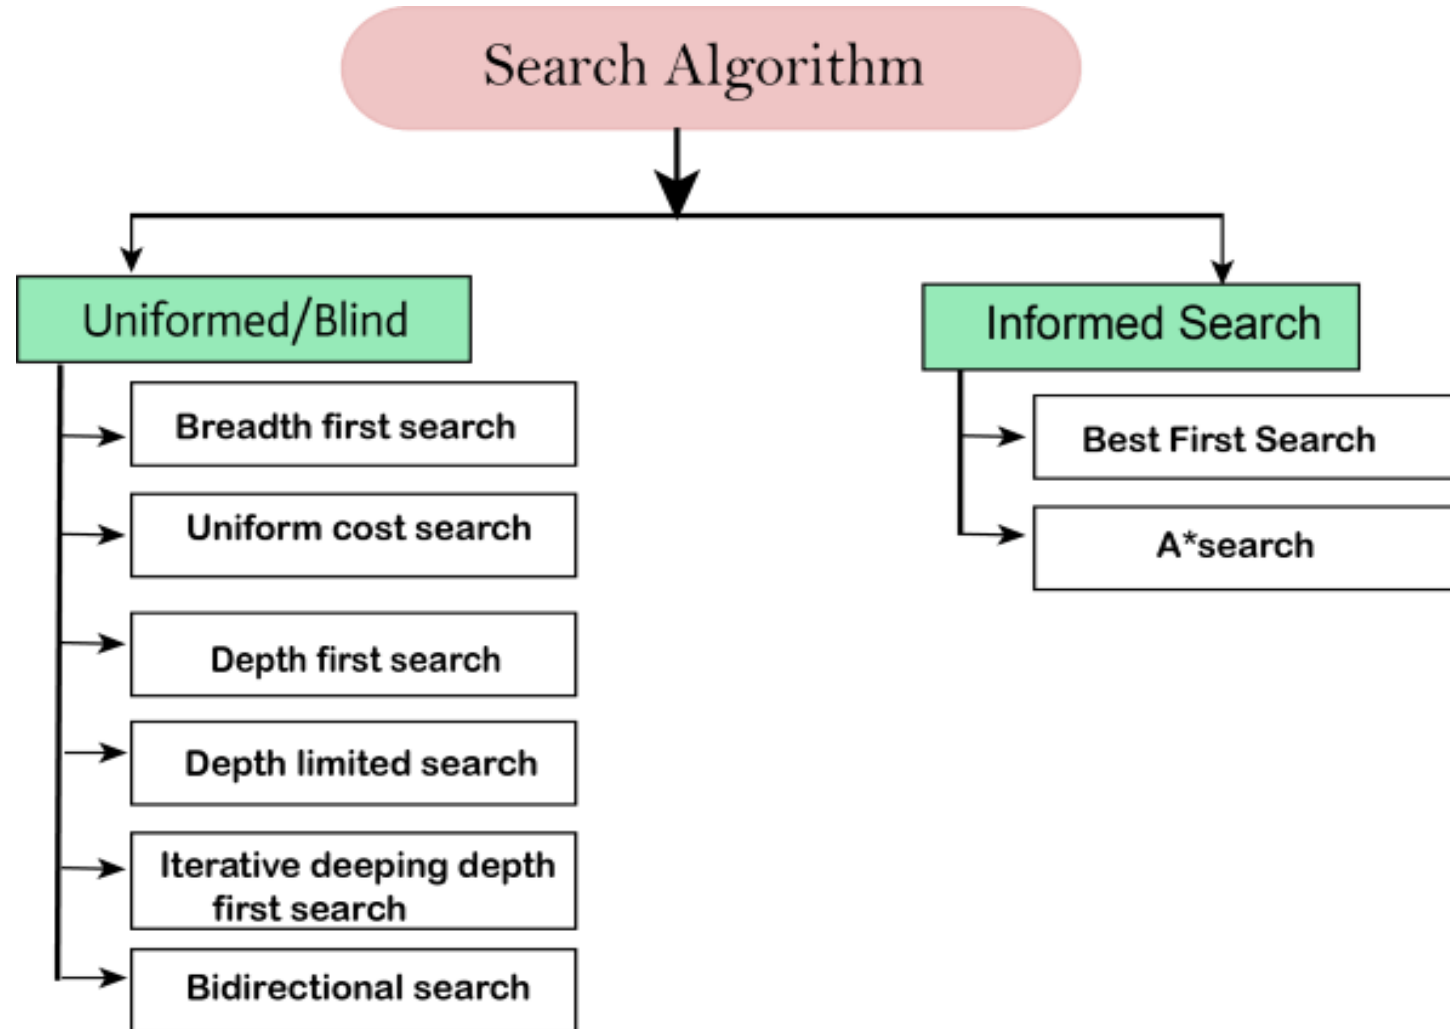 Search Algorithm
Uniformed/Blind
Breadth first search
Uniform cost search
Depth first search
Depth limited search
Iterative deeping depth
first search
Bidirectional search
Informed Search
Best First Search
A*search